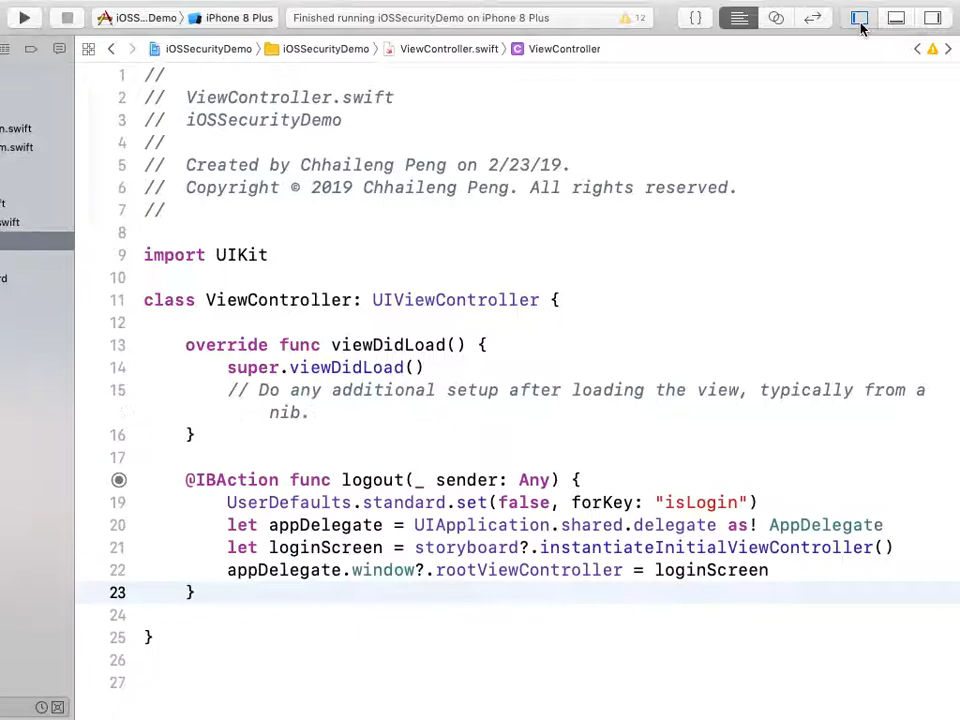 iOSS...Demo 〉 iPhone 8 Plus
Finished running iOSSecurityDemo on iPhone 8 Plus
12
{ }
iOSSecurityDemo 〉 iOSSecurityDemo 〉 ViewController.swift 〉 C ViewController
n.swift
m.swift
ft
swift
rd
1 //
2 //  ViewController.swift
3 //  iOSSecurityDemo
4 //
5 //  Created by Chhaileng Peng on 2/23/19.
6 //  Copyright © 2019 Chhaileng Peng. All rights reserved.
7 //
8
9 import UIKit
10
11 class ViewController: UIViewController {
12
13     override func viewDidLoad() {
14         super.viewDidLoad()
15         // Do any additional setup after loading the view, typically from a
nib.
16     }
17
@IBAction func logout(_ sender: Any) {
19         UserDefaults.standard.set(false, forKey: "isLogin")
20         let appDelegate = UIApplication.shared.delegate as! AppDelegate
21         let loginScreen = storyboard?.instantiateInitialViewController()
22         appDelegate.window?.rootViewController = loginScreen
23     }
24
25 }
26
27